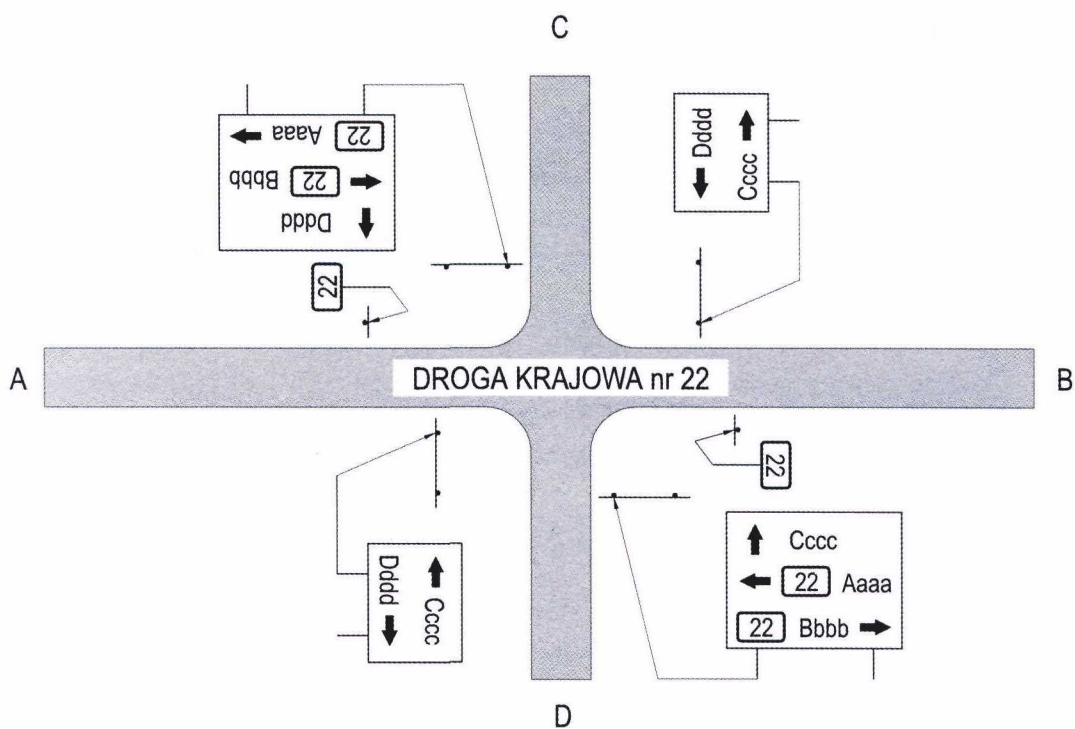 C
22 Aaaa
Bbbb 22
Dddd
Dddd
Cccc
22
A
DROGA KRAJOWA nr 22
B
22
Cccc
Dddd
Cccc
22 Aaaa
22 Bbbb
D